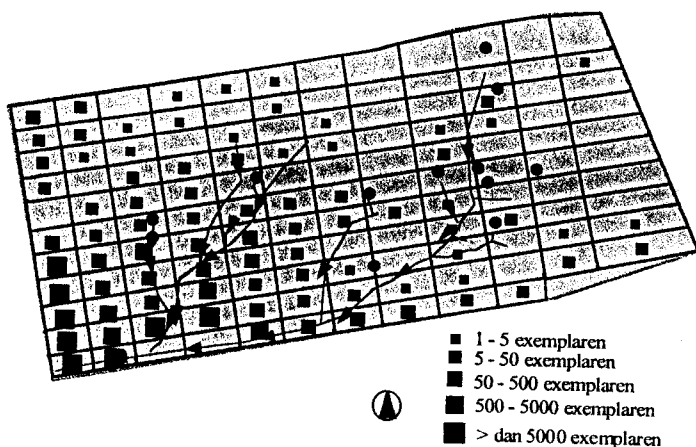 1 - 5 exemplaren
5 - 50 exemplaren
50 - 500 exemplaren
500 - 5000 exemplaren
> dan 5000 exemplaren